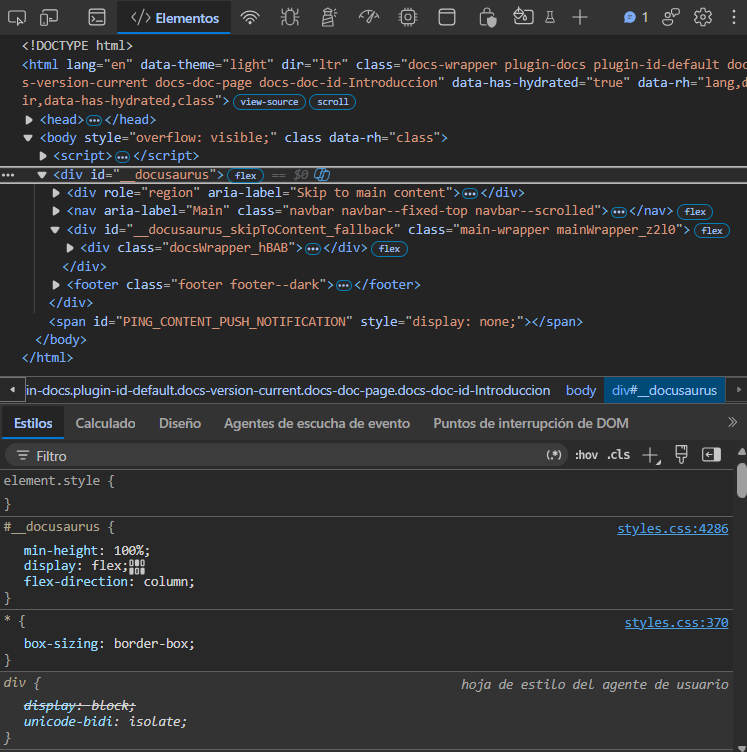 Elementos
1
<!DOCTYPE html>
<html lang="en" data-theme="light" dir="ltr" class="docs-wrapper plugin-docs plugin-id-default doc
s-version-current docs-doc-page docs-doc-id-Introduccion" data-has-hydrated="true" data-rh="lang,d
ir,data-has-hydrated,class"> view-source scroll
<head>…</head>
<body style="overflow: visible;" class data-rh="class">
<script>…</script>
<div id="__docusaurus"> flex == $0
<div role="region" aria-label="Skip to main content">…</div>
<nav aria-label="Main" class="navbar navbar--fixed-top navbar--scrolled">…</nav> flex
<div id="__docusaurus_skipToContent_fallback" class="main-wrapper mainWrapper_z2l0"> flex
<div class="docsWrapper_hBAB">…</div> flex
</div>
<footer class="footer footer--dark">…</footer>
</div>
<span id="PING_CONTENT_PUSH_NOTIFICATION" style="display: none;"></span>
</body>
</html>
in-docs.plugin-id-default.docs-version-current.docs-doc-page.docs-doc-id-Introduccion body div#__docusaurus
Estilos Calculado Diseño Agentes de escucha de evento Puntos de interrupción de DOM
Filtro (.*) :hov .cls
element.style {
}
#__docusaurus { styles.css:4286
min-height: 100%;
display: flex;
flex-direction: column;
}
* { styles.css:370
box-sizing: border-box;
}
div { hoja de estilo del agente de usuario
display: block;
unicode-bidi: isolate;
}